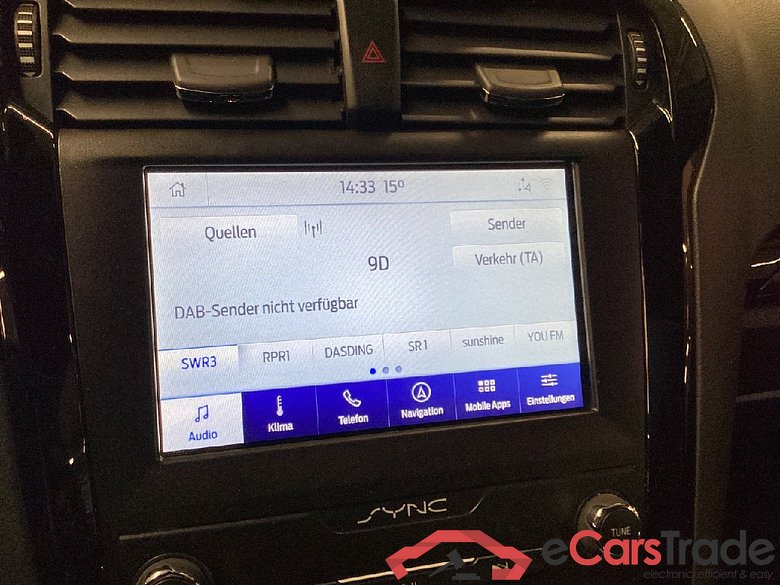 14:33 15°
Quellen
Sender
9D
Verkehr (TA)
DAB-Sender nicht verfügbar
SWR3 RPR1 DASDING SR1 sunshine YOU FM
Audio Klima Telefon Navigation Mobile Apps Einstellungen
SYNC
TUNE
eCarsTrade
electronic, efficient & easy